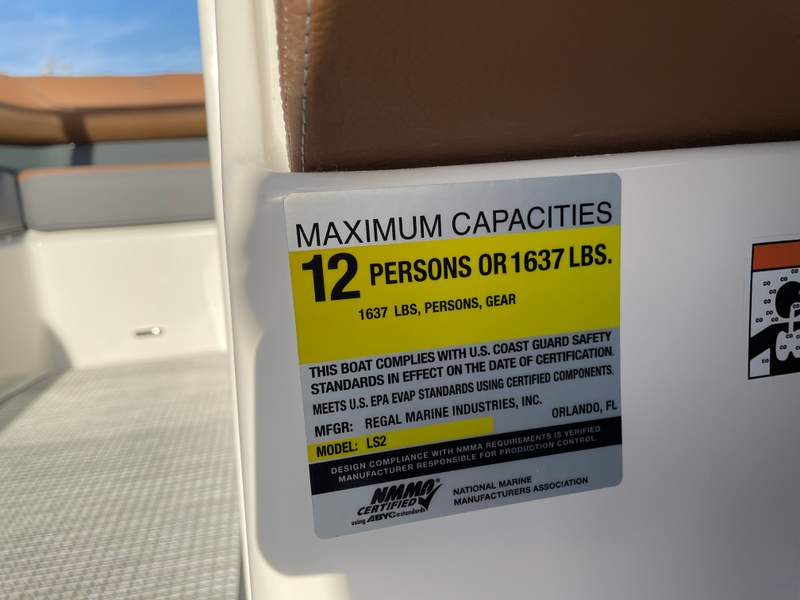 MAXIMUM CAPACITIES
12 PERSONS OR 1637 LBS.
1637 LBS, PERSONS, GEAR
THIS BOAT COMPLIES WITH U.S. COAST GUARD SAFETY
STANDARDS IN EFFECT ON THE DATE OF CERTIFICATION.
MEETS U.S. EPA EVAP STANDARDS USING CERTIFIED COMPONENTS.
MFGR: REGAL MARINE INDUSTRIES, INC. ORLANDO, FL
MODEL: LS2
DESIGN COMPLIANCE WITH NMMA REQUIREMENTS IS VERIFIED.
MANUFACTURER RESPONSIBLE FOR PRODUCTION CONTROL.
NMMA
CERTIFIED
using ABYC standards
NATIONAL MARINE
MANUFACTURERS ASSOCIATION